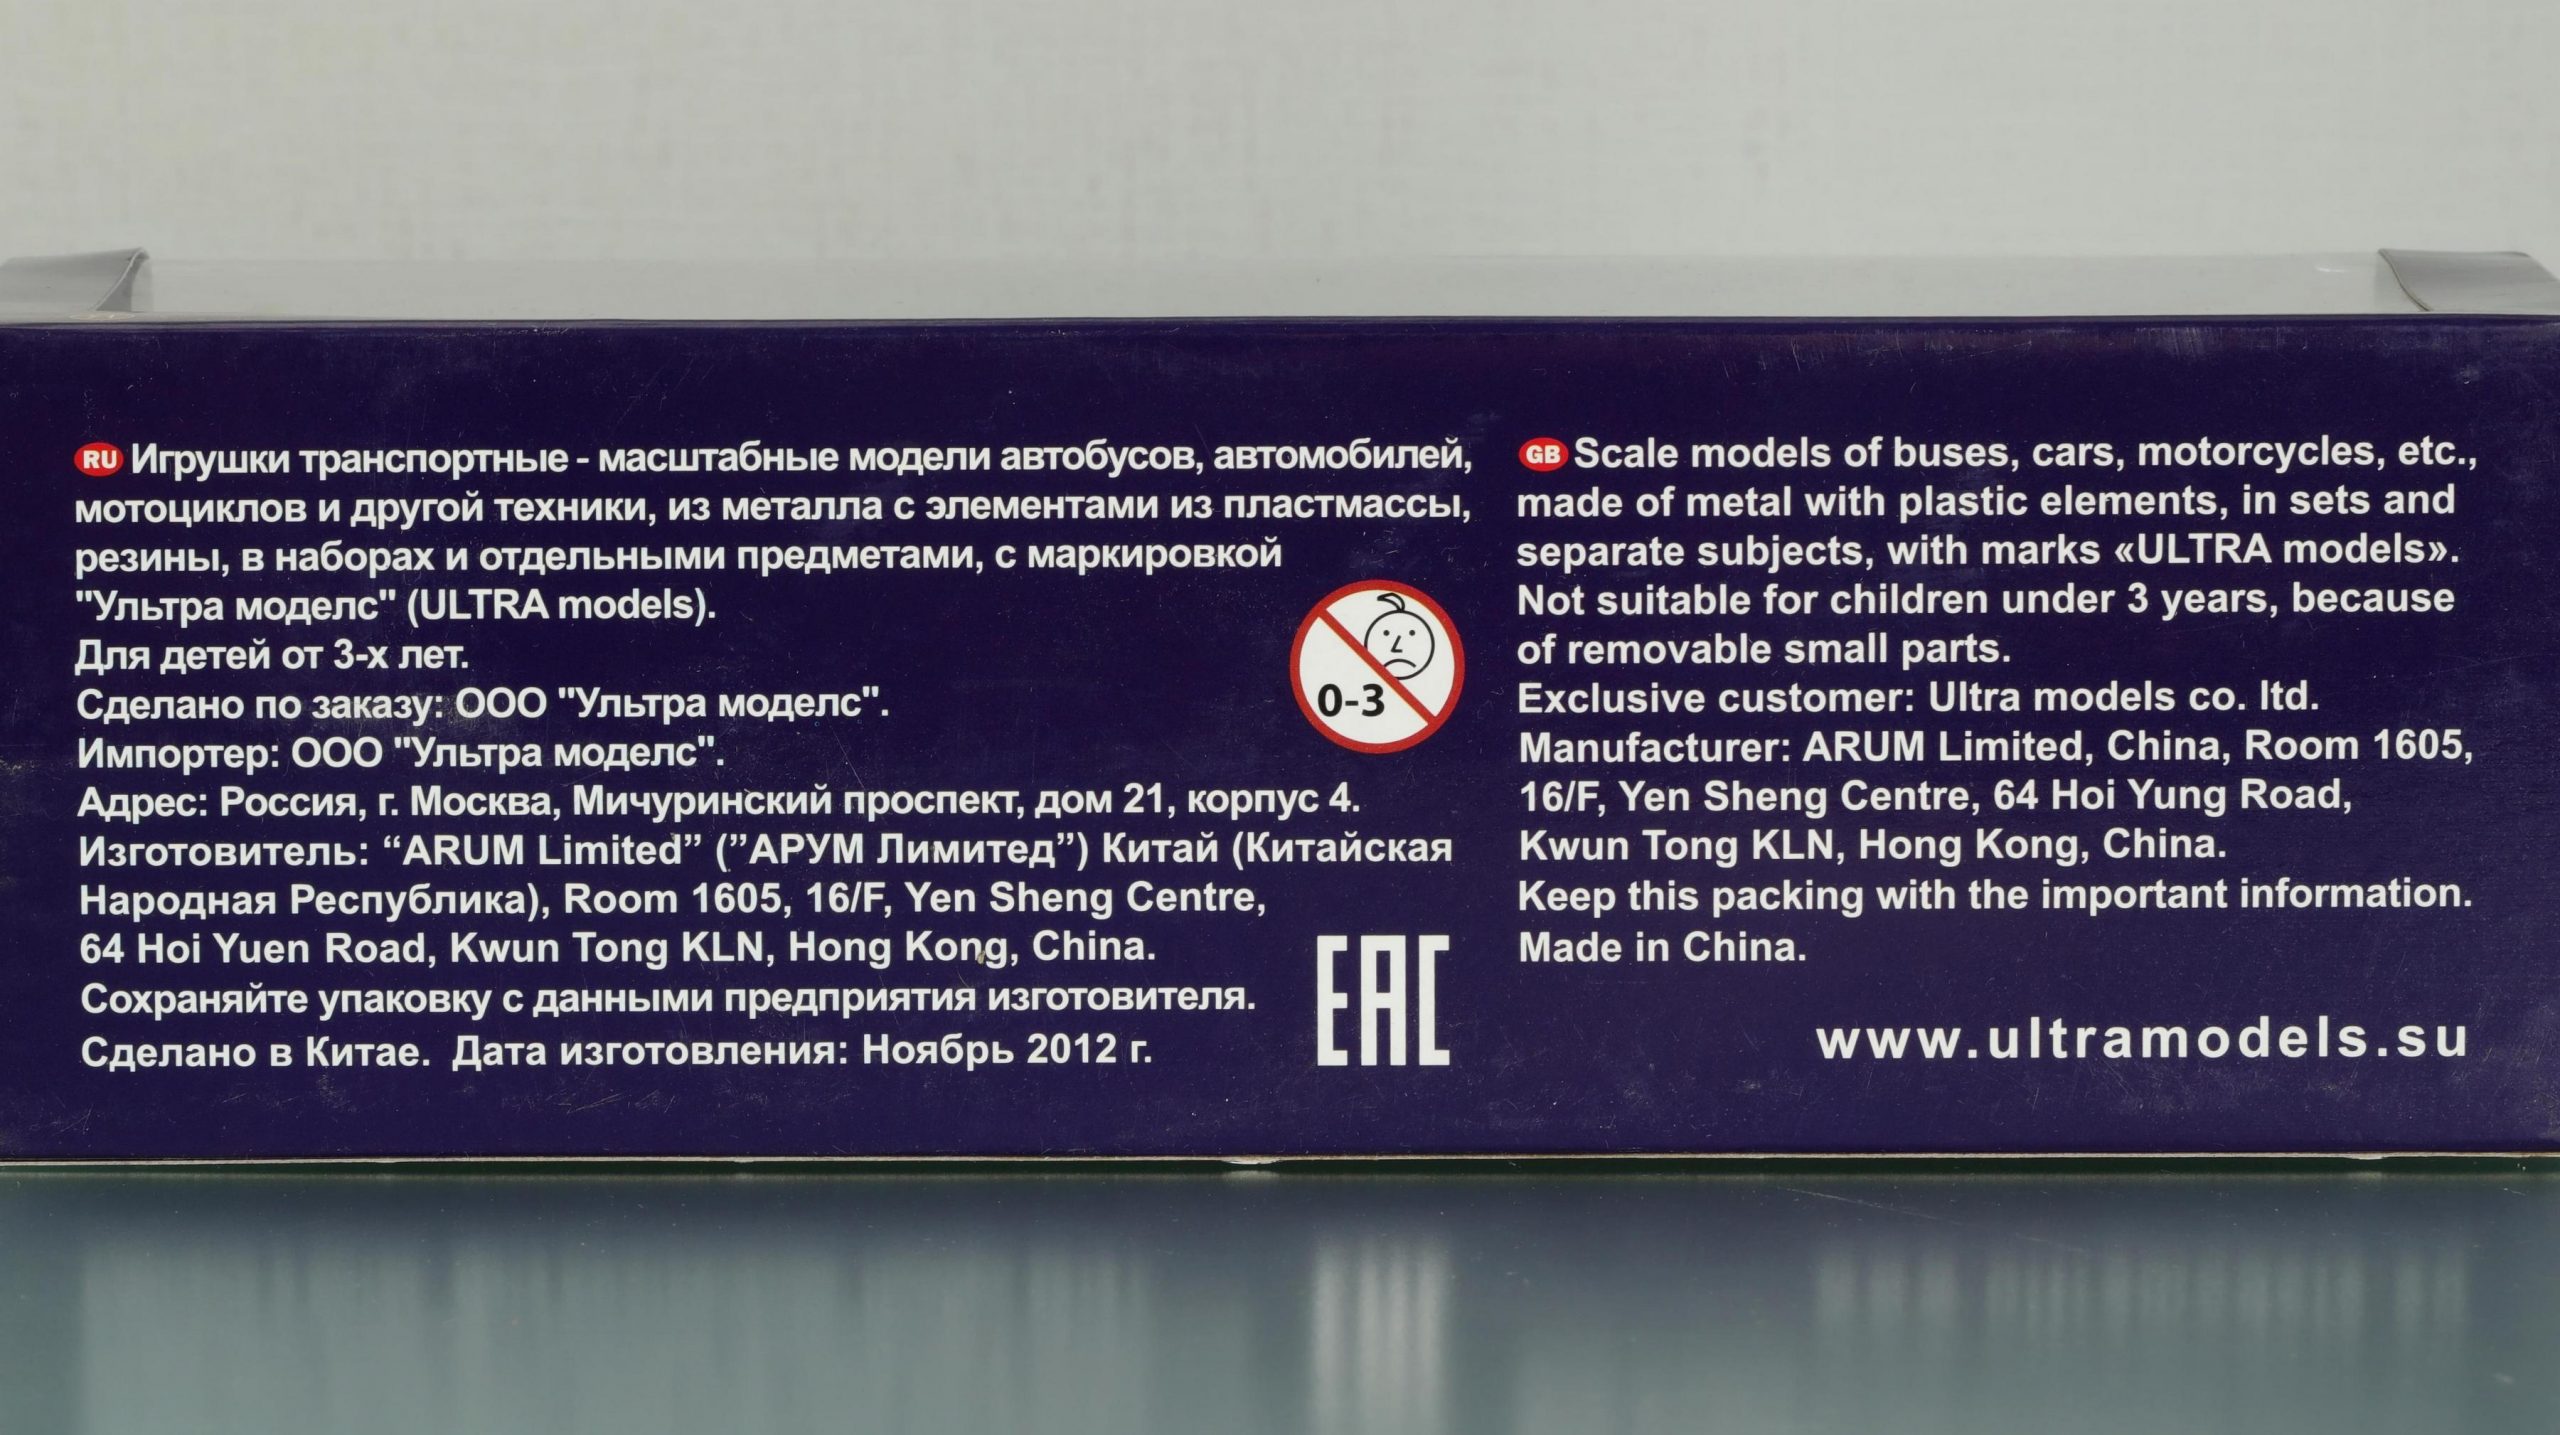 RU Игрушки транспортные - масштабные модели автобусов, автомобилей,
мотоциклов и другой техники, из металла с элементами из пластмассы,
резины, в наборах и отдельными предметами, с маркировкой
"Ультра моделс" (ULTRA models).
Для детей от 3-х лет.
Сделано по заказу: ООО "Ультра моделс".
Импортер: ООО "Ультра моделс".
Адрес: Россия, г. Москва, Мичуринский проспект, дом 21, корпус 4.
Изготовитель: “ARUM Limited” (”АРУМ Лимитед”) Китай (Китайская
Народная Республика), Room 1605, 16/F, Yen Sheng Centre,
64 Hoi Yuen Road, Kwun Tong KLN, Hong Kong, China.
Сохраняйте упаковку с данными предприятия изготовителя.
Сделано в Китае. Дата изготовления: Ноябрь 2012 г.
0-3
EAC
GB Scale models of buses, cars, motorcycles, etc.,
made of metal with plastic elements, in sets and
separate subjects, with marks «ULTRA models».
Not suitable for children under 3 years, because
of removable small parts.
Exclusive customer: Ultra models co. ltd.
Manufacturer: ARUM Limited, China, Room 1605,
16/F, Yen Sheng Centre, 64 Hoi Yung Road,
Kwun Tong KLN, Hong Kong, China.
Keep this packing with the important information.
Made in China.
www.ultramodels.su